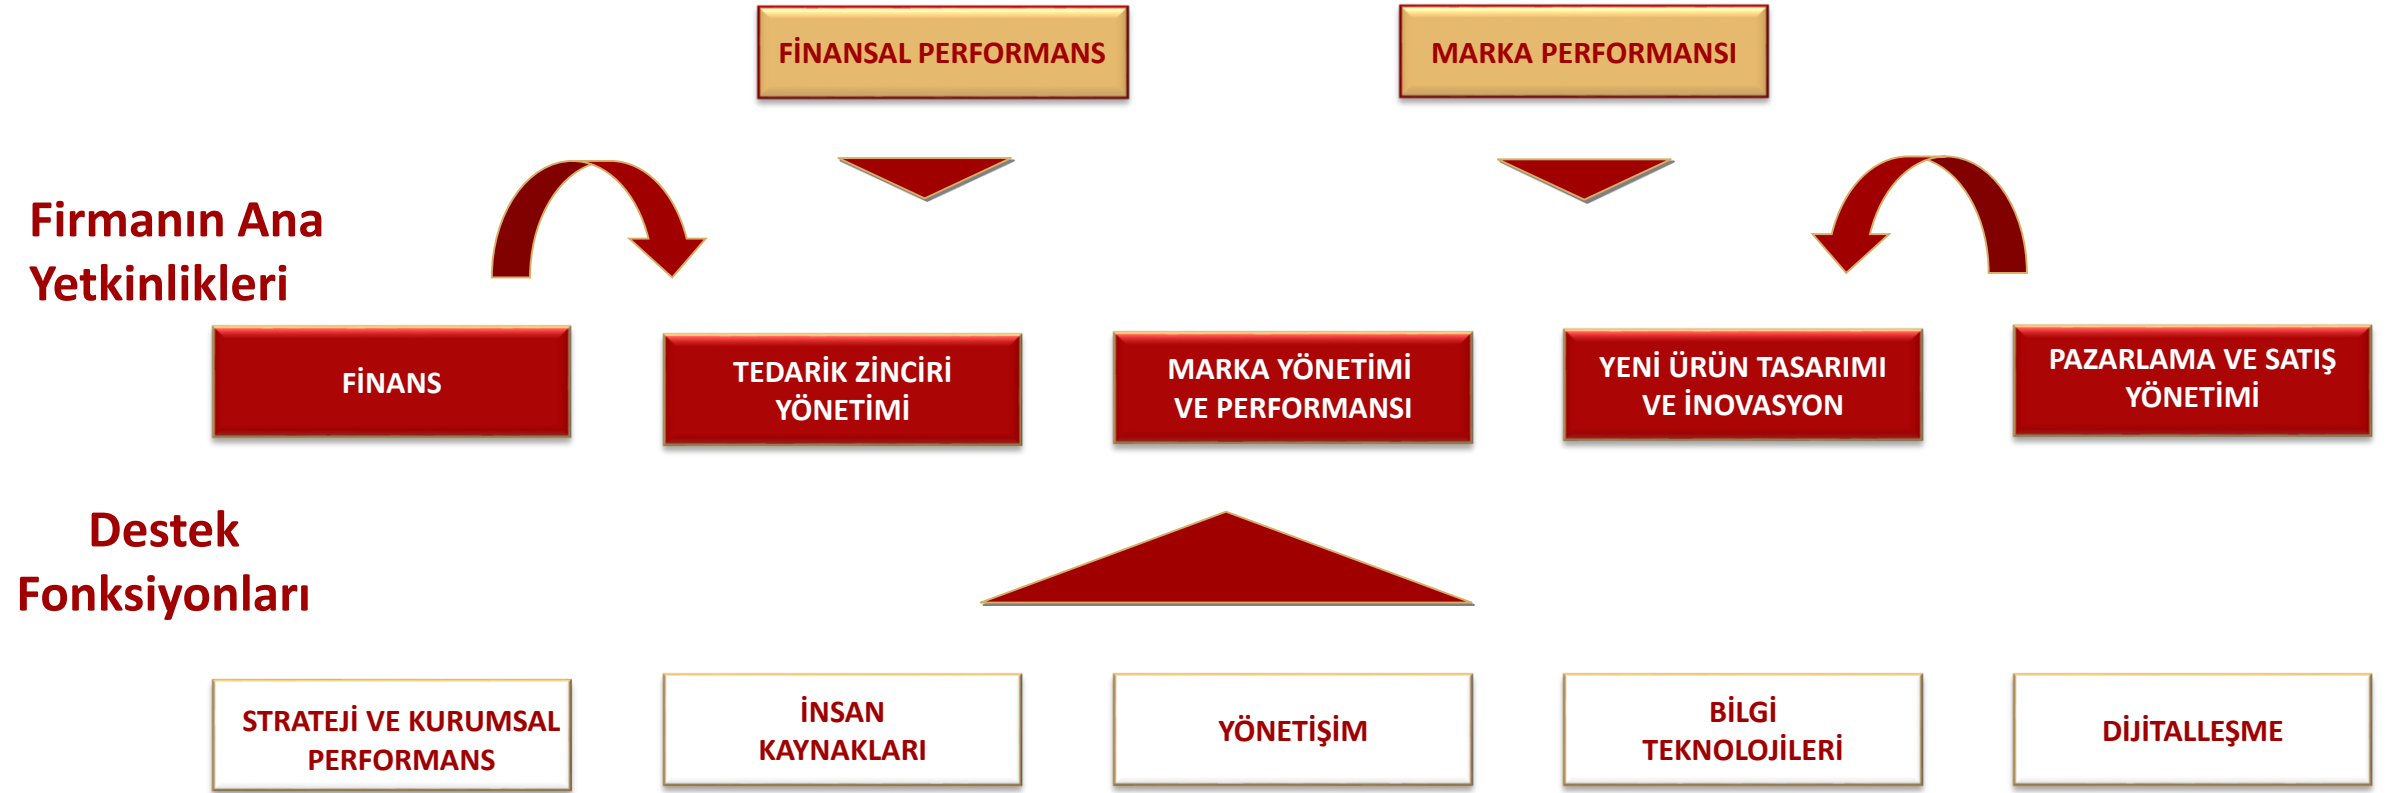 FİNANSAL PERFORMANS
MARKA PERFORMANSI
Firmanın Ana
Yetkinlikleri
FİNANS
TEDARİK ZİNCİRİ
YÖNETİMİ
MARKA YÖNETİMİ
VE PERFORMANSI
YENİ ÜRÜN TASARIMI
VE İNOVASYON
PAZARLAMA VE SATIŞ
YÖNETİMİ
Destek
Fonksiyonları
STRATEJİ VE KURUMSAL
PERFORMANS
İNSAN
KAYNAKLARI
YÖNETİŞİM
BİLGİ
TEKNOLOJİLERİ
DİJİTALLEŞME